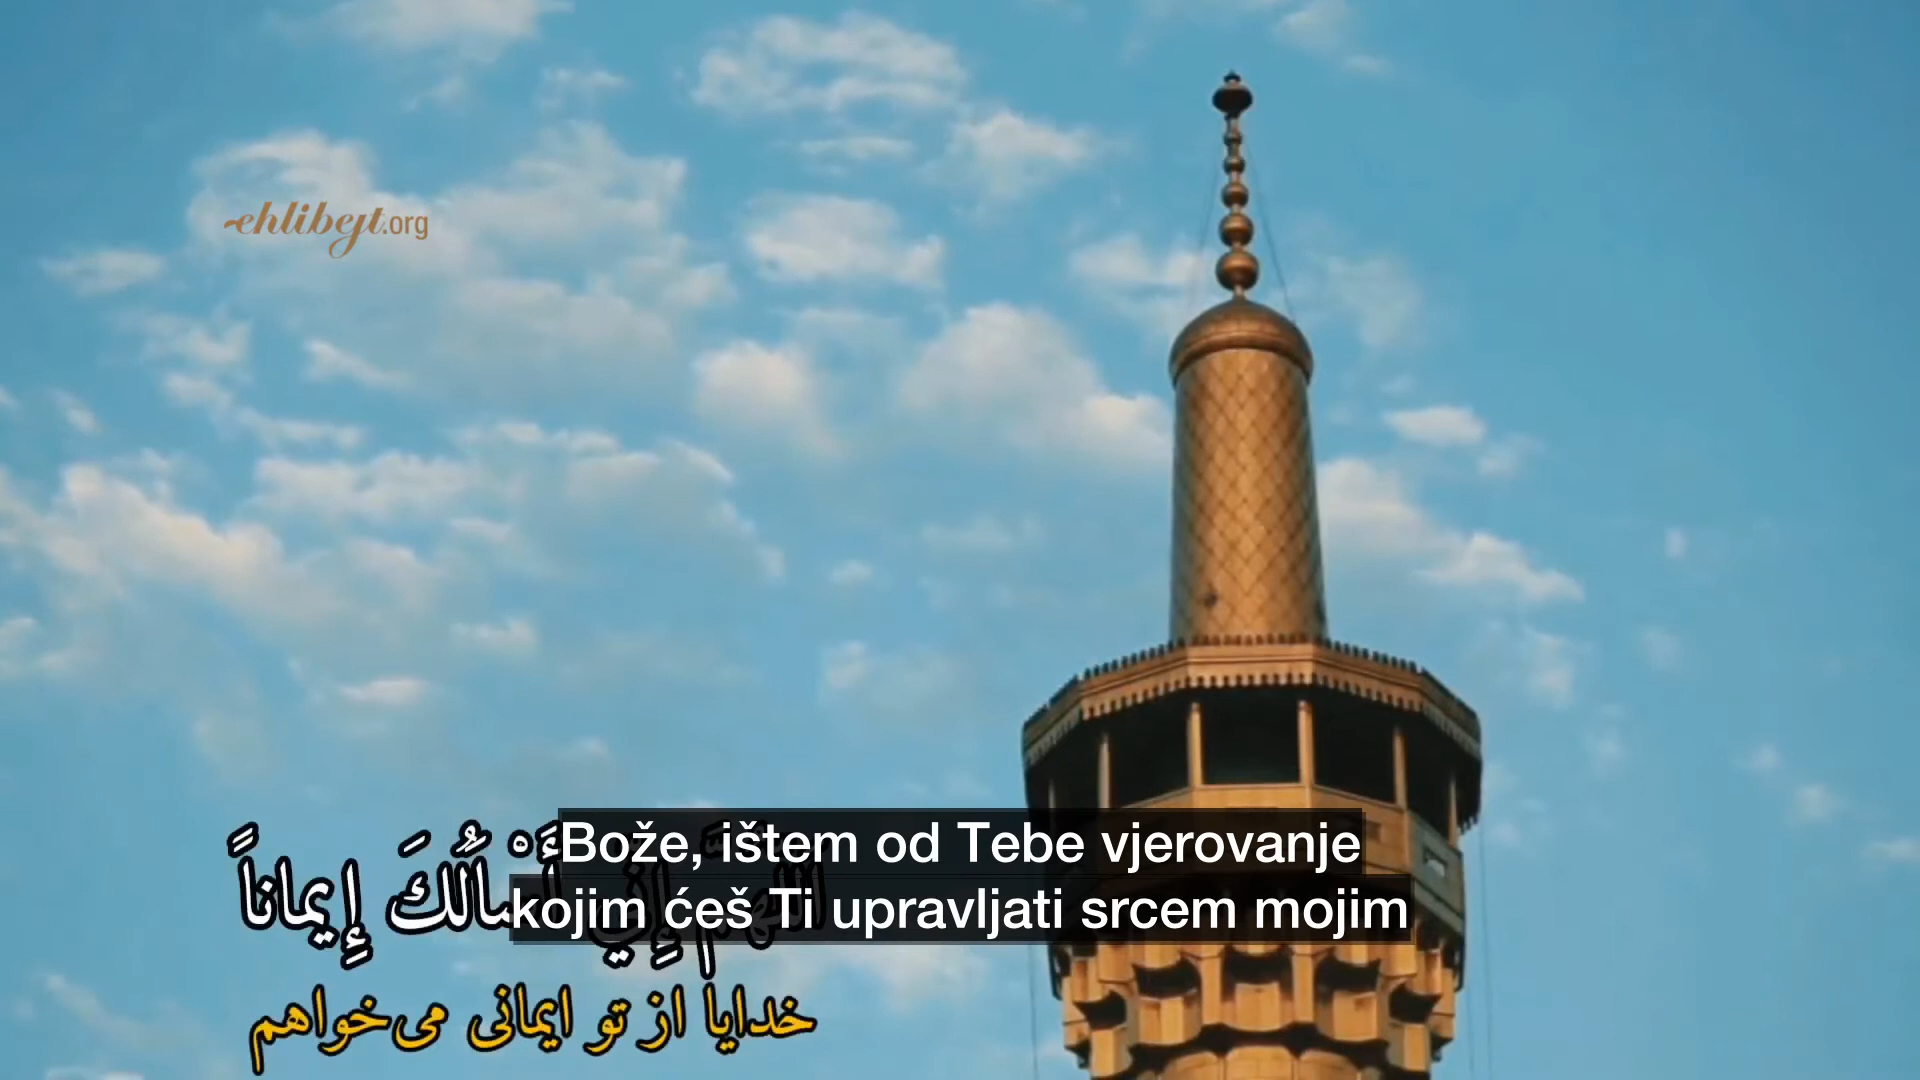 ehlibejt.org
Bože, ištem od Tebe vjerovanje
kojim ćeš Ti upravljati srcem mojim
أَسْأَلُكَ إِيماناً
خدایا از تو ایمانی می‌خواهم